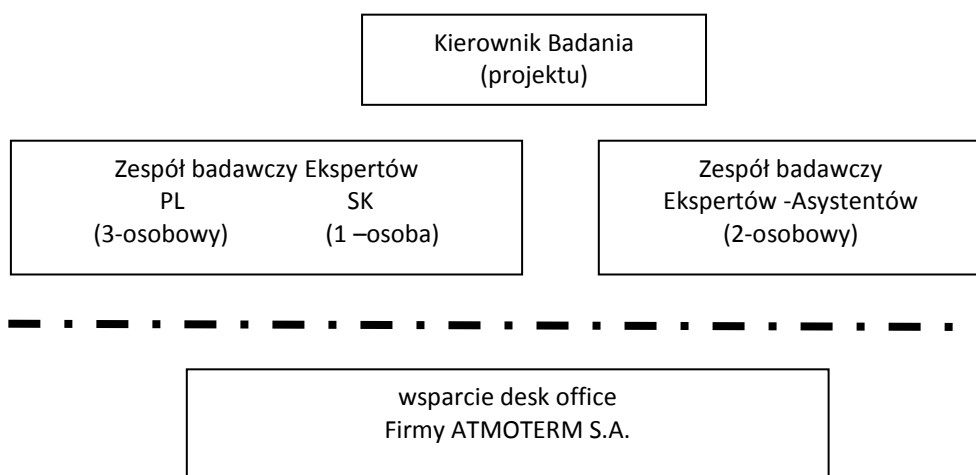 Kierownik Badania
(projektu)
Zespół badawczy Ekspertów
PL SK
(3-osobowy) (1 –osoba)
Zespół badawczy
Ekspertów -Asystentów
(2-osobowy)
wsparcie desk office
Firmy ATMOTERM S.A.